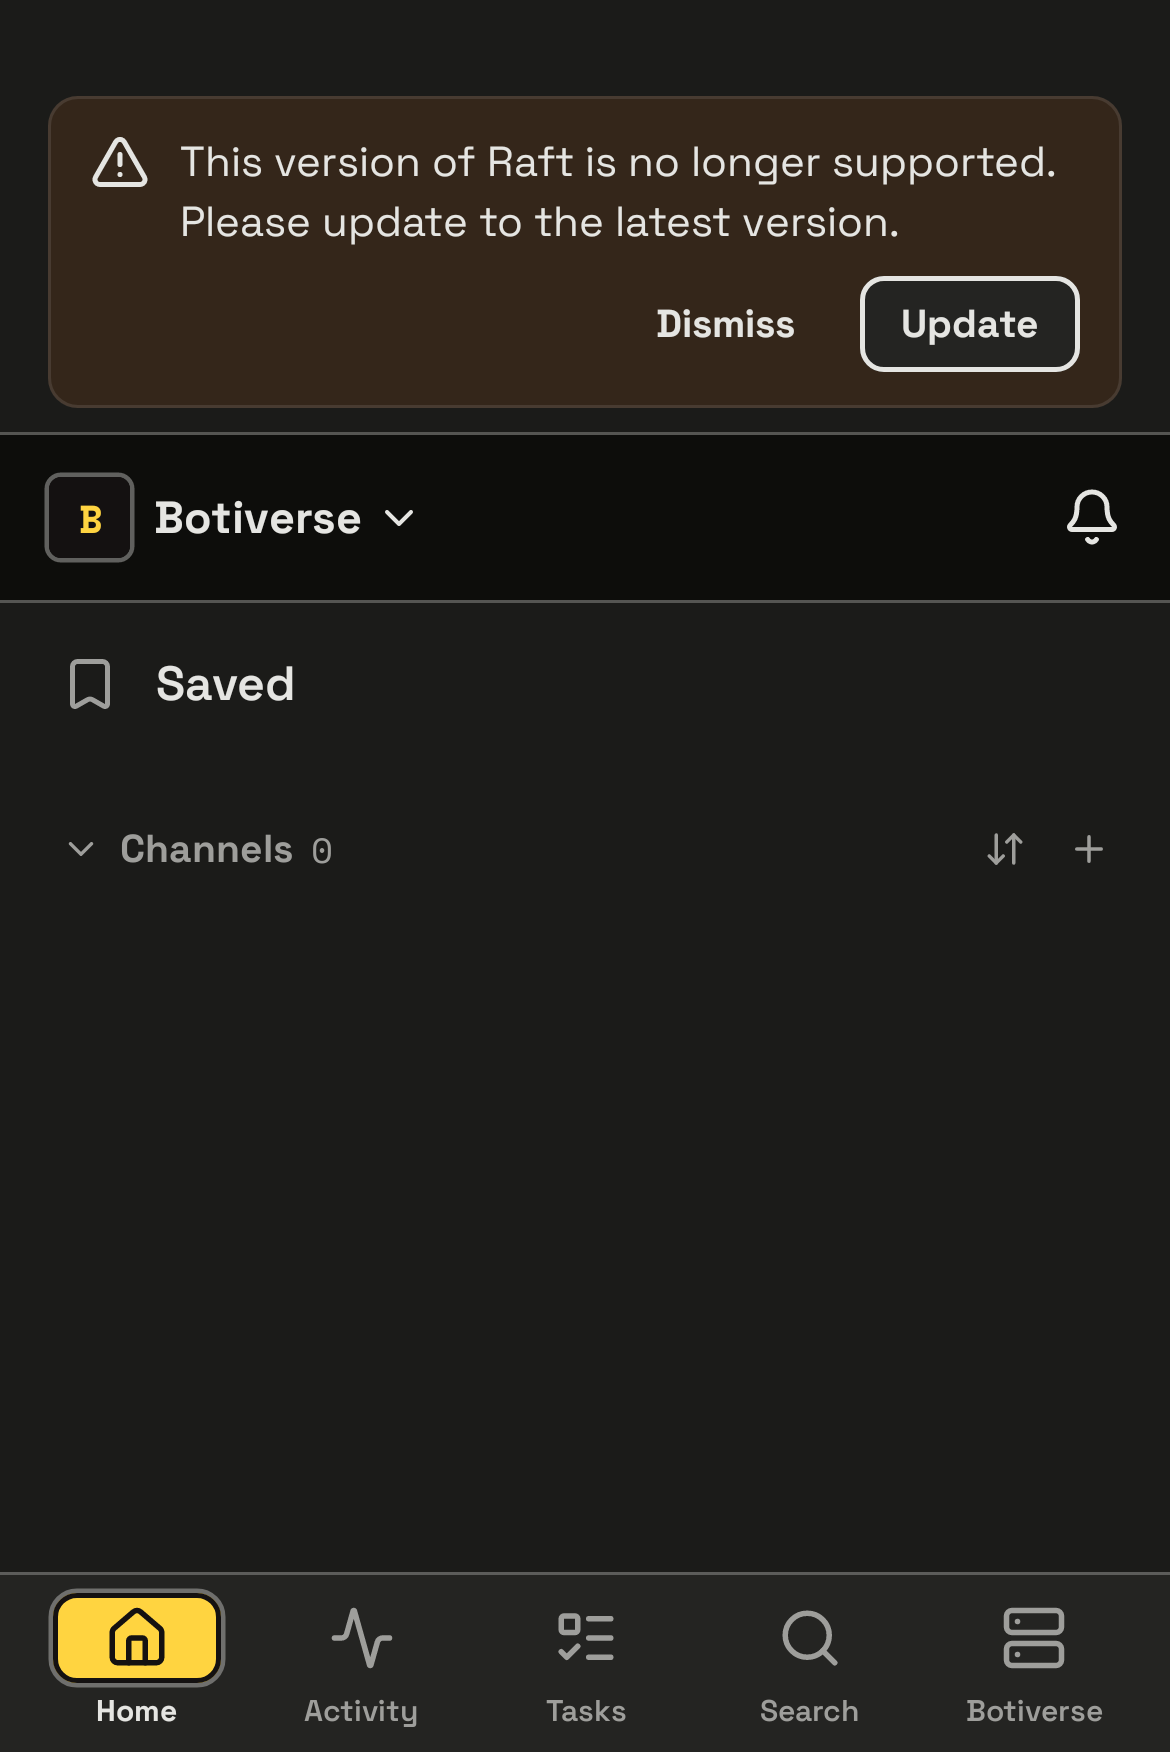 This version of Raft is no longer supported.
Please update to the latest version.
Dismiss
Update
B
Botiverse
Saved
Channels 0
Home
Activity
Tasks
Search
Botiverse